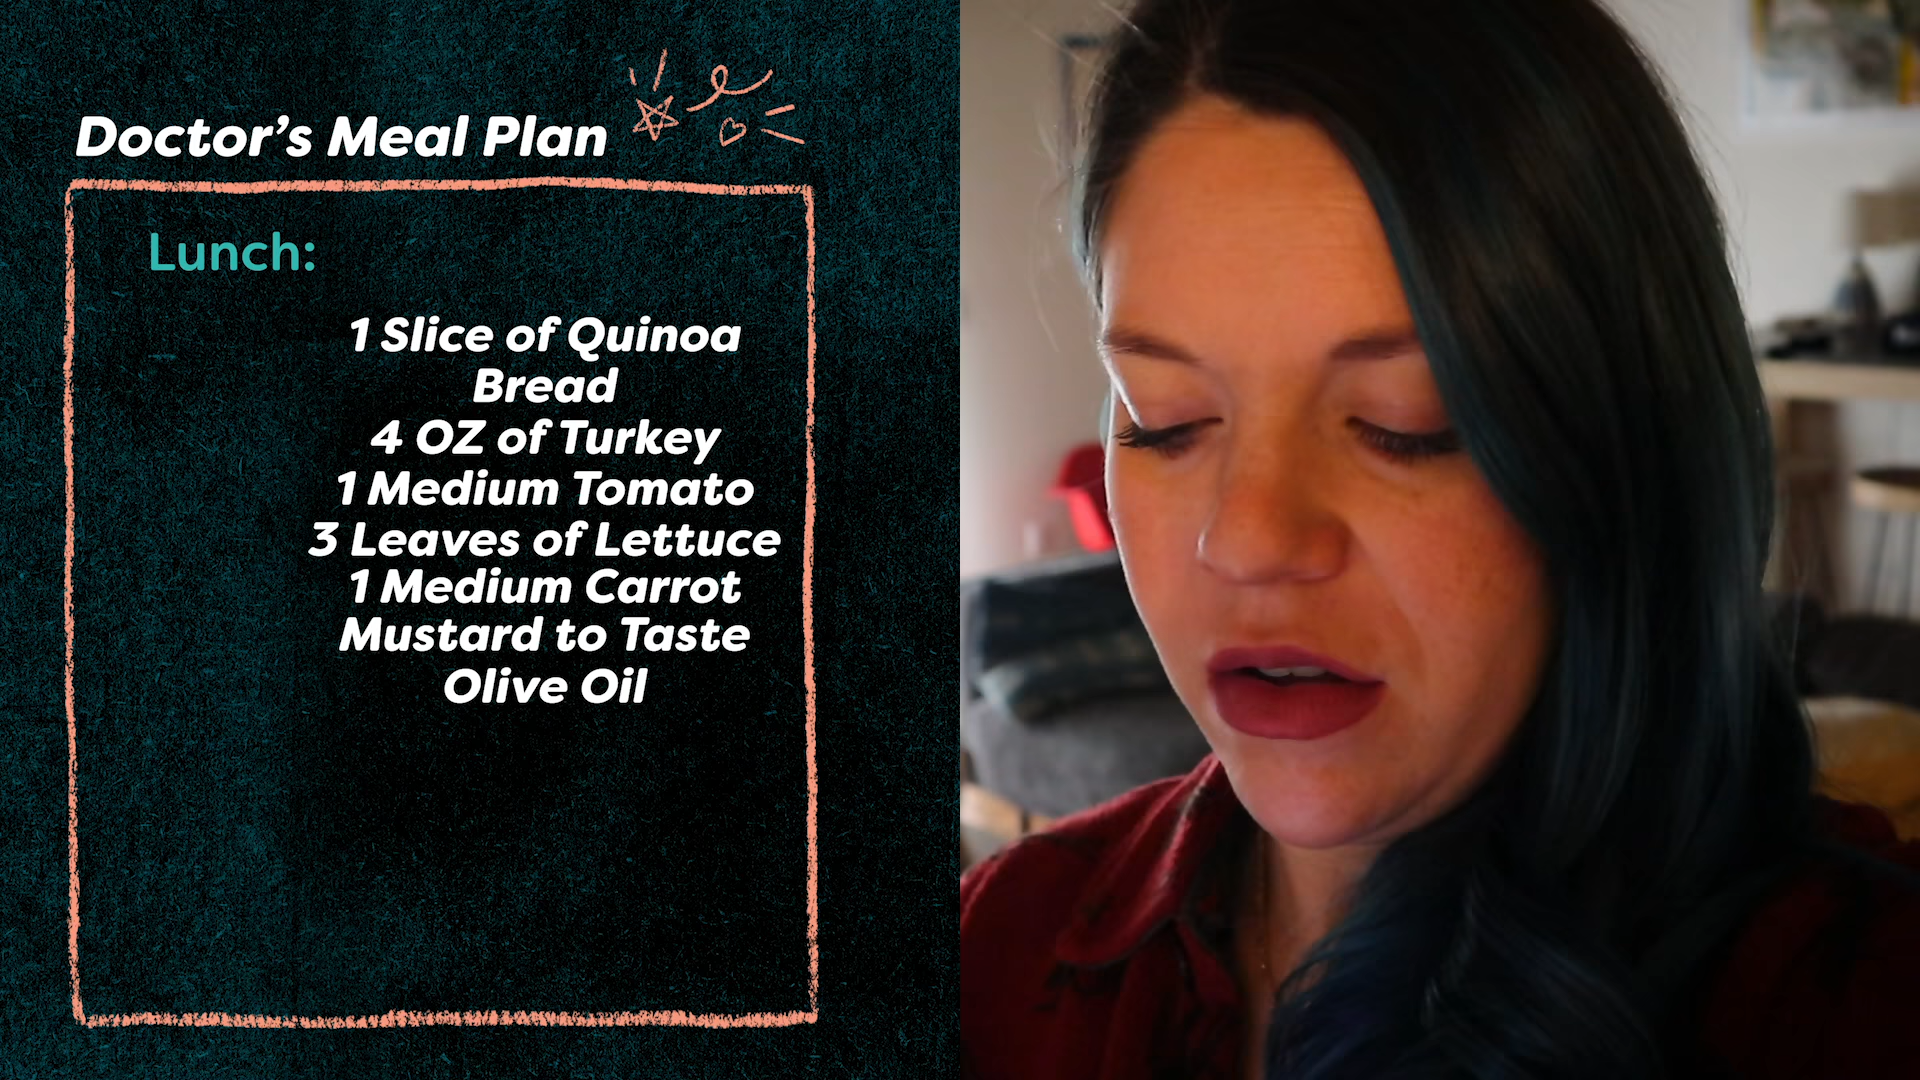 Doctor's Meal Plan
Lunch:
1 Slice of Quinoa
Bread
4 OZ of Turkey
1 Medium Tomato
3 Leaves of Lettuce
1 Medium Carrot
Mustard to Taste
Olive Oil